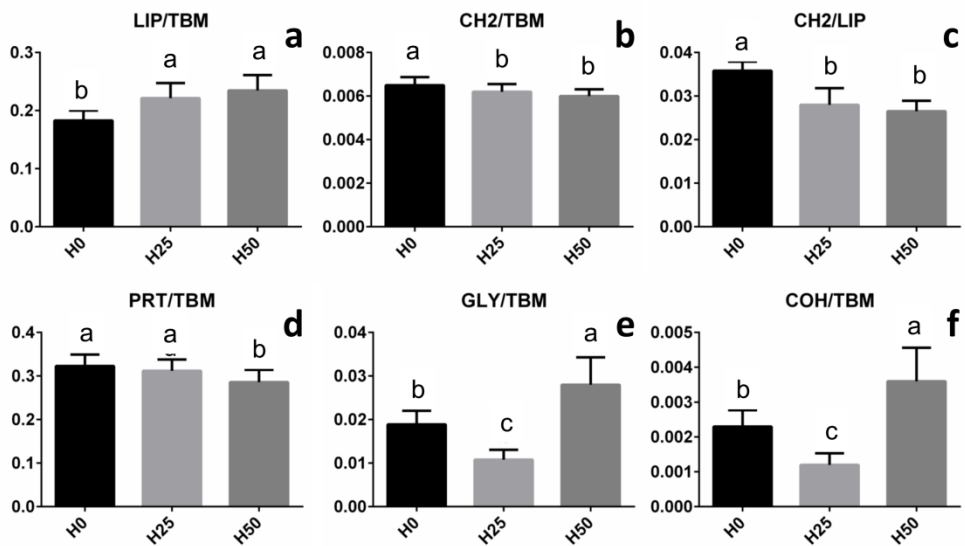 LIP/TBM
a
b
a
a
0.3
0.2
0.1
0.0
H0
H25
H50
CH2/TBM
b
a
b
b
0.008
0.006
0.004
0.002
0.000
H0
H25
H50
CH2/LIP
c
a
b
b
0.04
0.03
0.02
0.01
0.00
H0
H25
H50
PRT/TBM
d
a
a
b
0.4
0.3
0.2
0.1
0.0
H0
H25
H50
GLY/TBM
e
b
c
a
0.04
0.03
0.02
0.01
0.00
H0
H25
H50
COH/TBM
f
b
c
a
0.005
0.004
0.003
0.002
0.001
0.000
H0
H25
H50